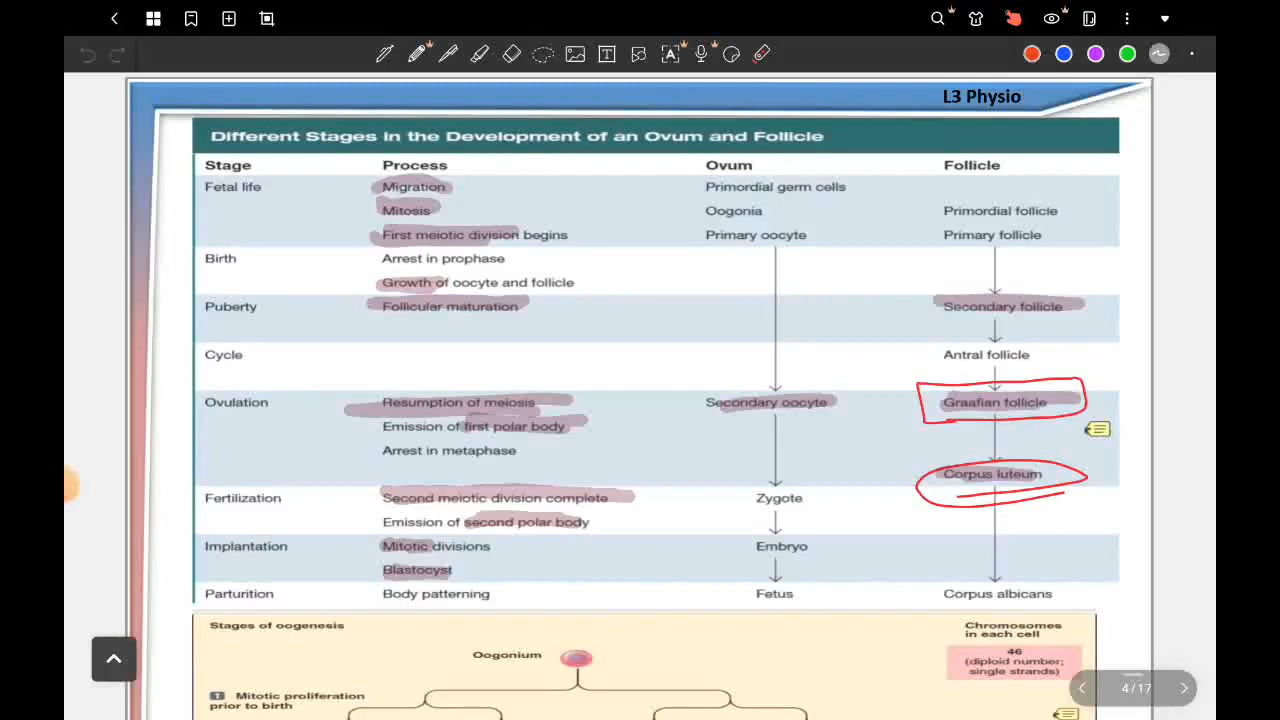 L3 Physio
Different Stages in the Development of an Ovum and Follicle
Stage Process Ovum Follicle
Fetal life Migration Primordial germ cells
Mitosis Oogonia Primordial follicle
First meiotic division begins Primary oocyte Primary follicle
Birth Arrest in prophase
Growth of oocyte and follicle
Puberty Follicular maturation Secondary follicle
Cycle Antral follicle
Ovulation Resumption of meiosis Secondary oocyte Graafian follicle
Emission of first polar body
Arrest in metaphase
Corpus luteum
Fertilization Second meiotic division complete Zygote
Emission of second polar body
Implantation Mitotic divisions Embryo
Blastocyst
Parturition Body patterning Fetus Corpus albicans
Stages of oogenesis
Chromosomes
in each cell
46
(diploid number;
single strands)
Oogonium
1 Mitotic proliferation
prior to birth
4/17